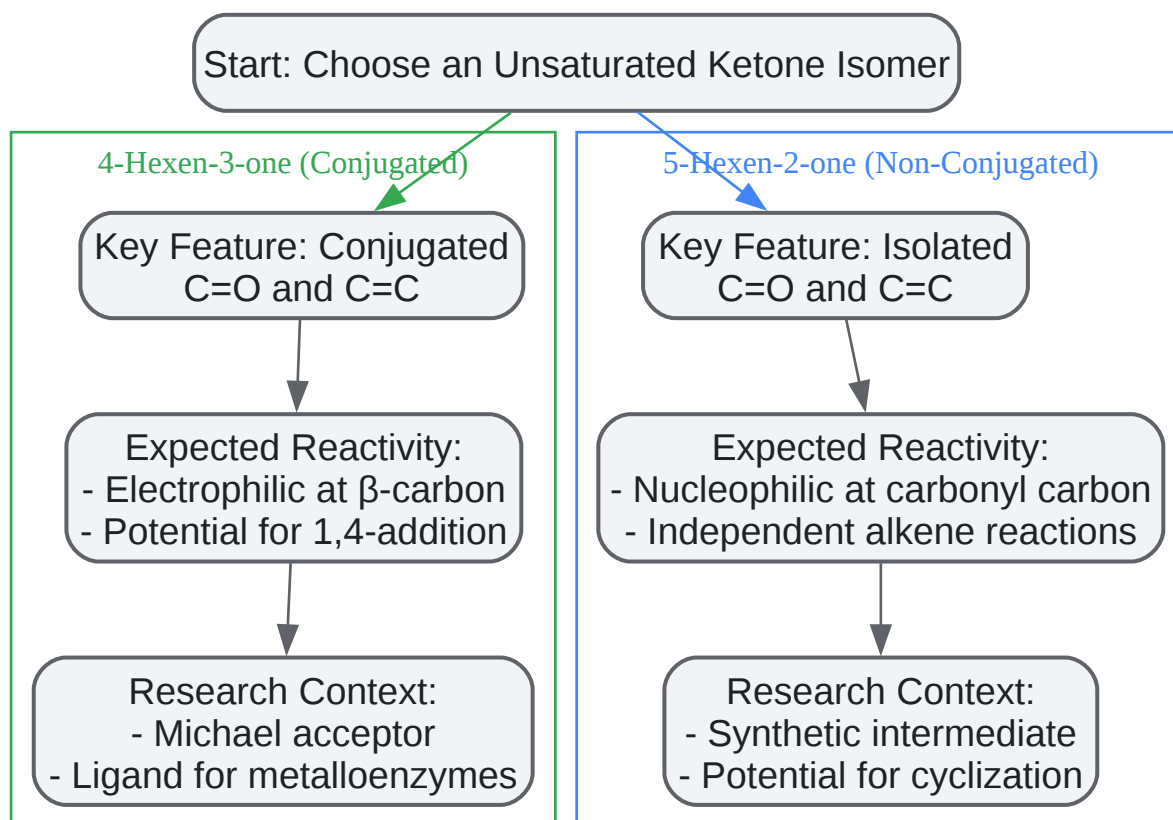 Start: Choose an Unsaturated Ketone Isomer
4-Hexen-3-one (Conjugated)
Key Feature: Conjugated
C=O and C=C
Expected Reactivity:
- Electrophilic at β-carbon
- Potential for 1,4-addition
Research Context:
- Michael acceptor
- Ligand for metalloenzymes
5-Hexen-2-one (Non-Conjugated)
Key Feature: Isolated
C=O and C=C
Expected Reactivity:
- Nucleophilic at carbonyl carbon
- Independent alkene reactions
Research Context:
- Synthetic intermediate
- Potential for cyclization